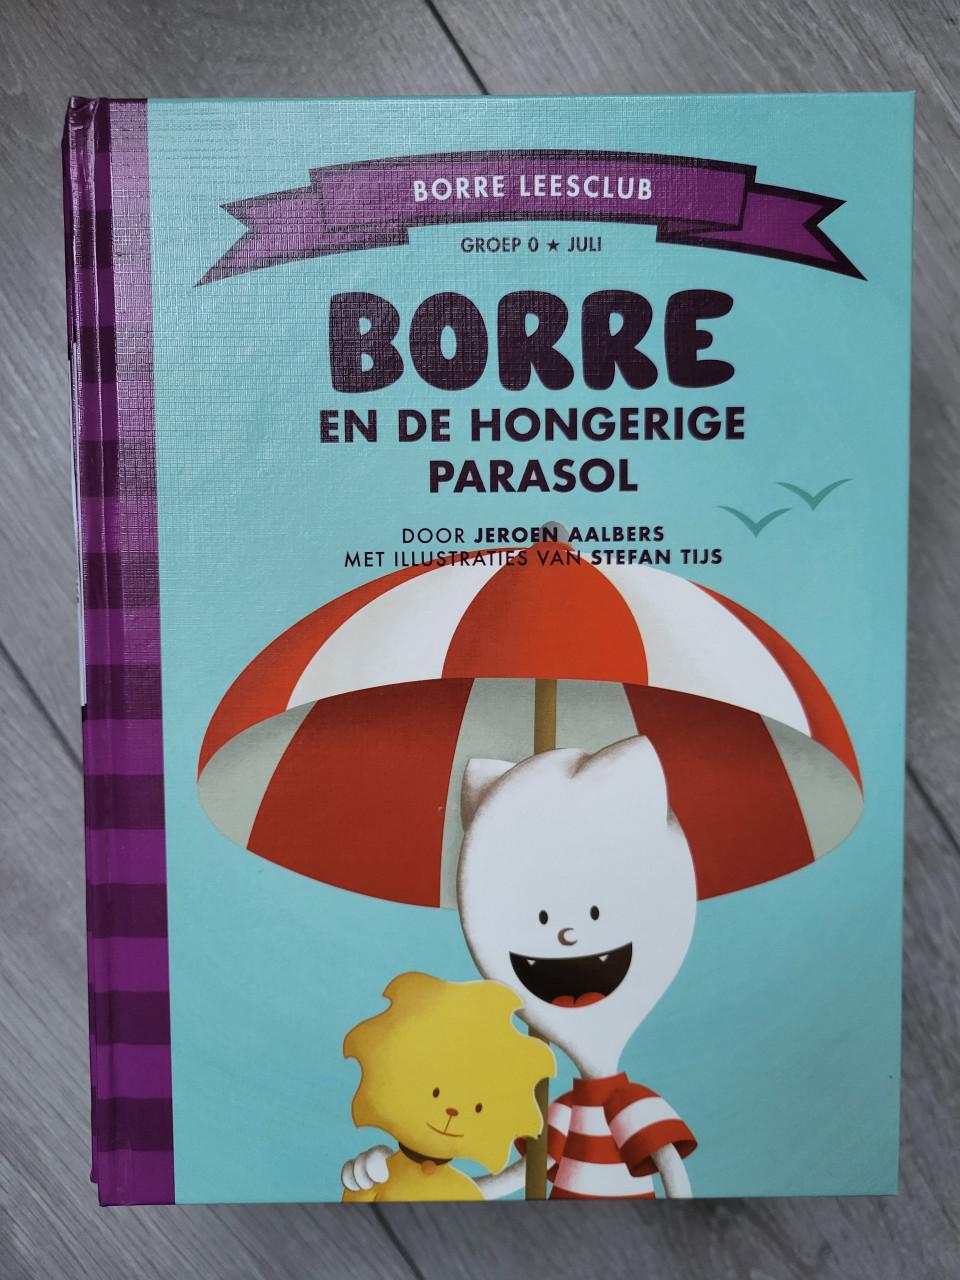 BORRE LEESCLUB
GROEP 0 ★ JULI
BORRE
EN DE HONGERIGE
PARASOL
DOOR JEROEN AALBERS
MET ILLUSTRATIES VAN STEFAN TIJS